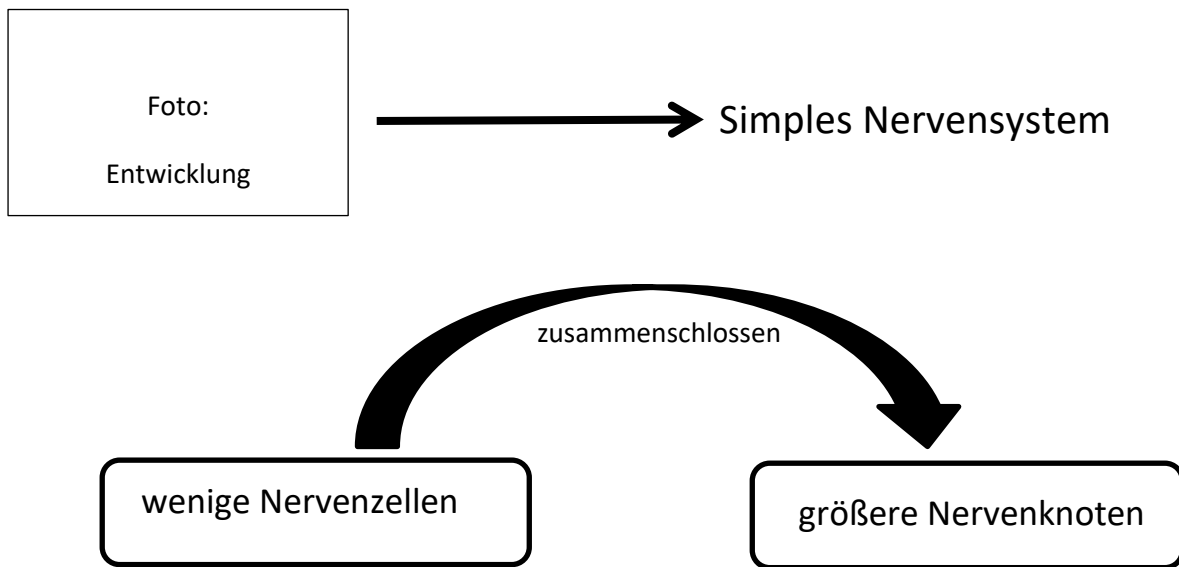 Foto:
Entwicklung
Simples Nervensystem
zusammenschlossen
wenige Nervenzellen
größere Nervenknoten